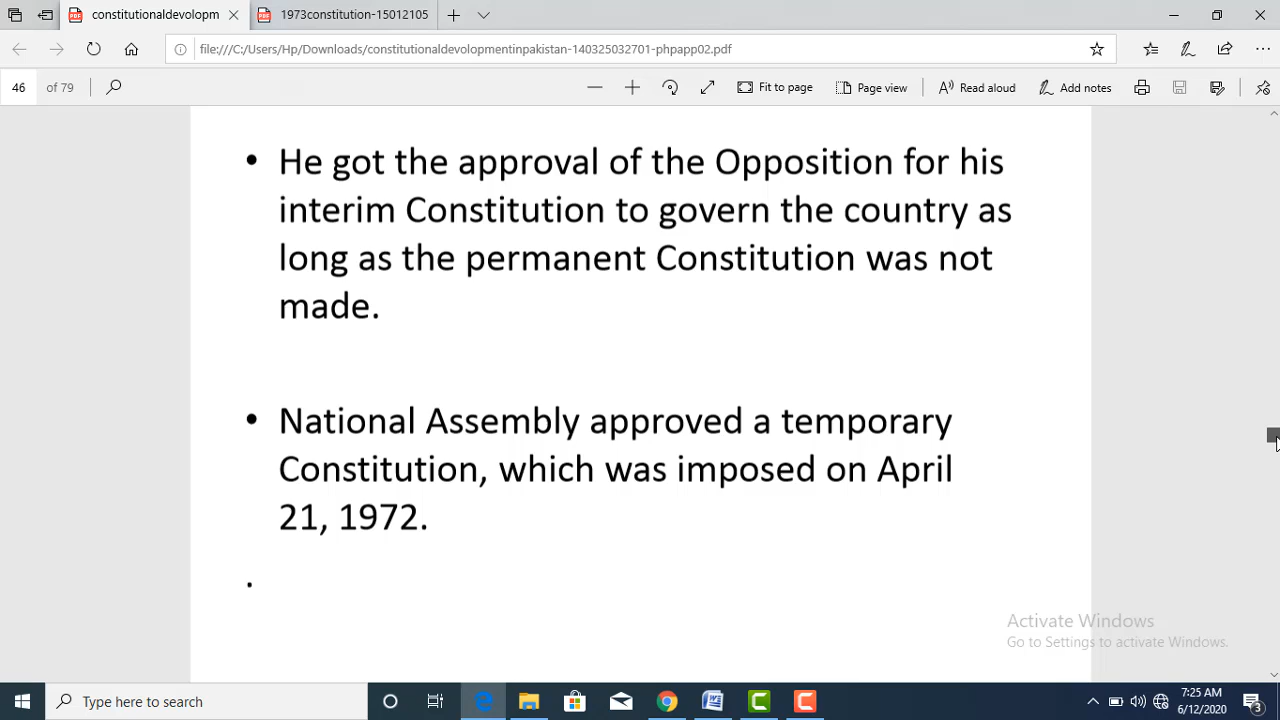 constitutionaldevolopm
1973constitution-15012105
file:///C:/Users/Hp/Downloads/constitutionaldevolopmentinpakistan-140325032701-phpapp02.pdf
46 of 79
Fit to page
Page view
Read aloud
Add notes
• He got the approval of the Opposition for his
interim Constitution to govern the country as
long as the permanent Constitution was not
made.
• National Assembly approved a temporary
Constitution, which was imposed on April
21, 1972.
.
Activate Windows
Go to Settings to activate Windows.
Type here to search
7:25 AM
6/12/2020
3